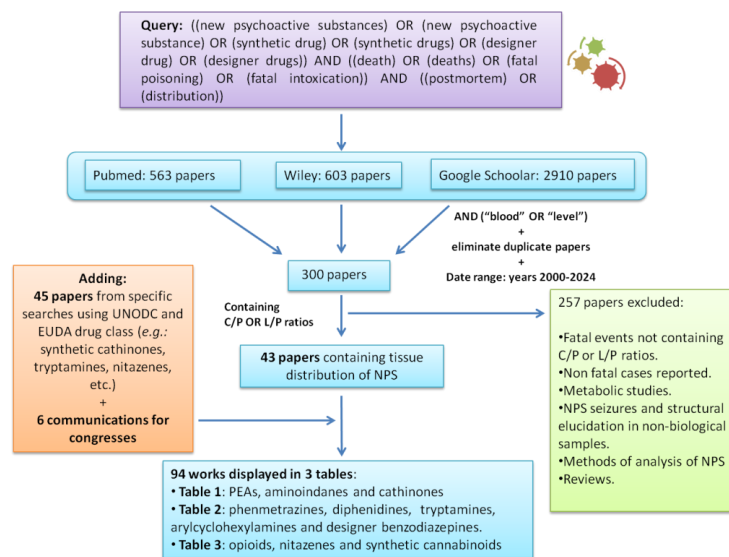 Query: ((new psychoactive substances) OR (new psychoactive
substance) OR (synthetic drug) OR (synthetic drugs) OR (designer
drug) OR (designer drugs)) AND ((death) OR (deaths) OR (fatal
poisoning) OR (fatal intoxication)) AND ((postmortem) OR
(distribution))
Pubmed: 563 papers
Wiley: 603 papers
Google Schoolar: 2910 papers
AND (“blood” OR “level”)
+
eliminate duplicate papers
+
Date range: years 2000-2024
300 papers
Adding:
45 papers from specific
searches using UNODC and
EUDA drug class (e.g.:
synthetic cathinones,
tryptamines, nitazenes,
etc.)
+
6 communications for
congresses
Containing
C/P OR L/P ratios
257 papers excluded:
•Fatal events not containing
C/P or L/P ratios.
•Non fatal cases reported.
•Metabolic studies.
•NPS seizures and structural
elucidation in non-biological
samples.
•Methods of analysis of NPS
•Reviews.
43 papers containing tissue
distribution of NPS
94 works displayed in 3 tables:
• Table 1: PEAs, aminoindanes and cathinones
• Table 2: phenmetrazines, diphenidines, tryptamines,
arylcyclohexylamines and designer benzodiazepines.
• Table 3: opioids, nitazenes and synthetic cannabinoids